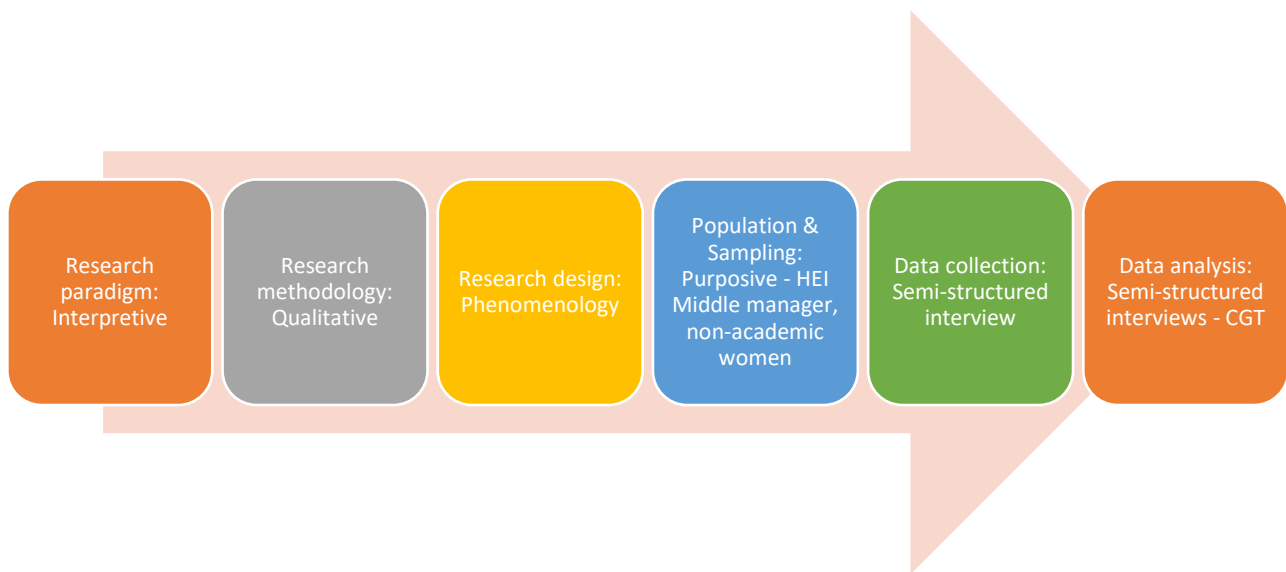 Research
paradigm:
Interpretive
Research
methodology:
Qualitative
Research design:
Phenomenology
Population &
Sampling:
Purposive - HEI
Middle manager,
non-academic
women
Data collection:
Semi-structured
interview
Data analysis:
Semi-structured
interviews - CGT